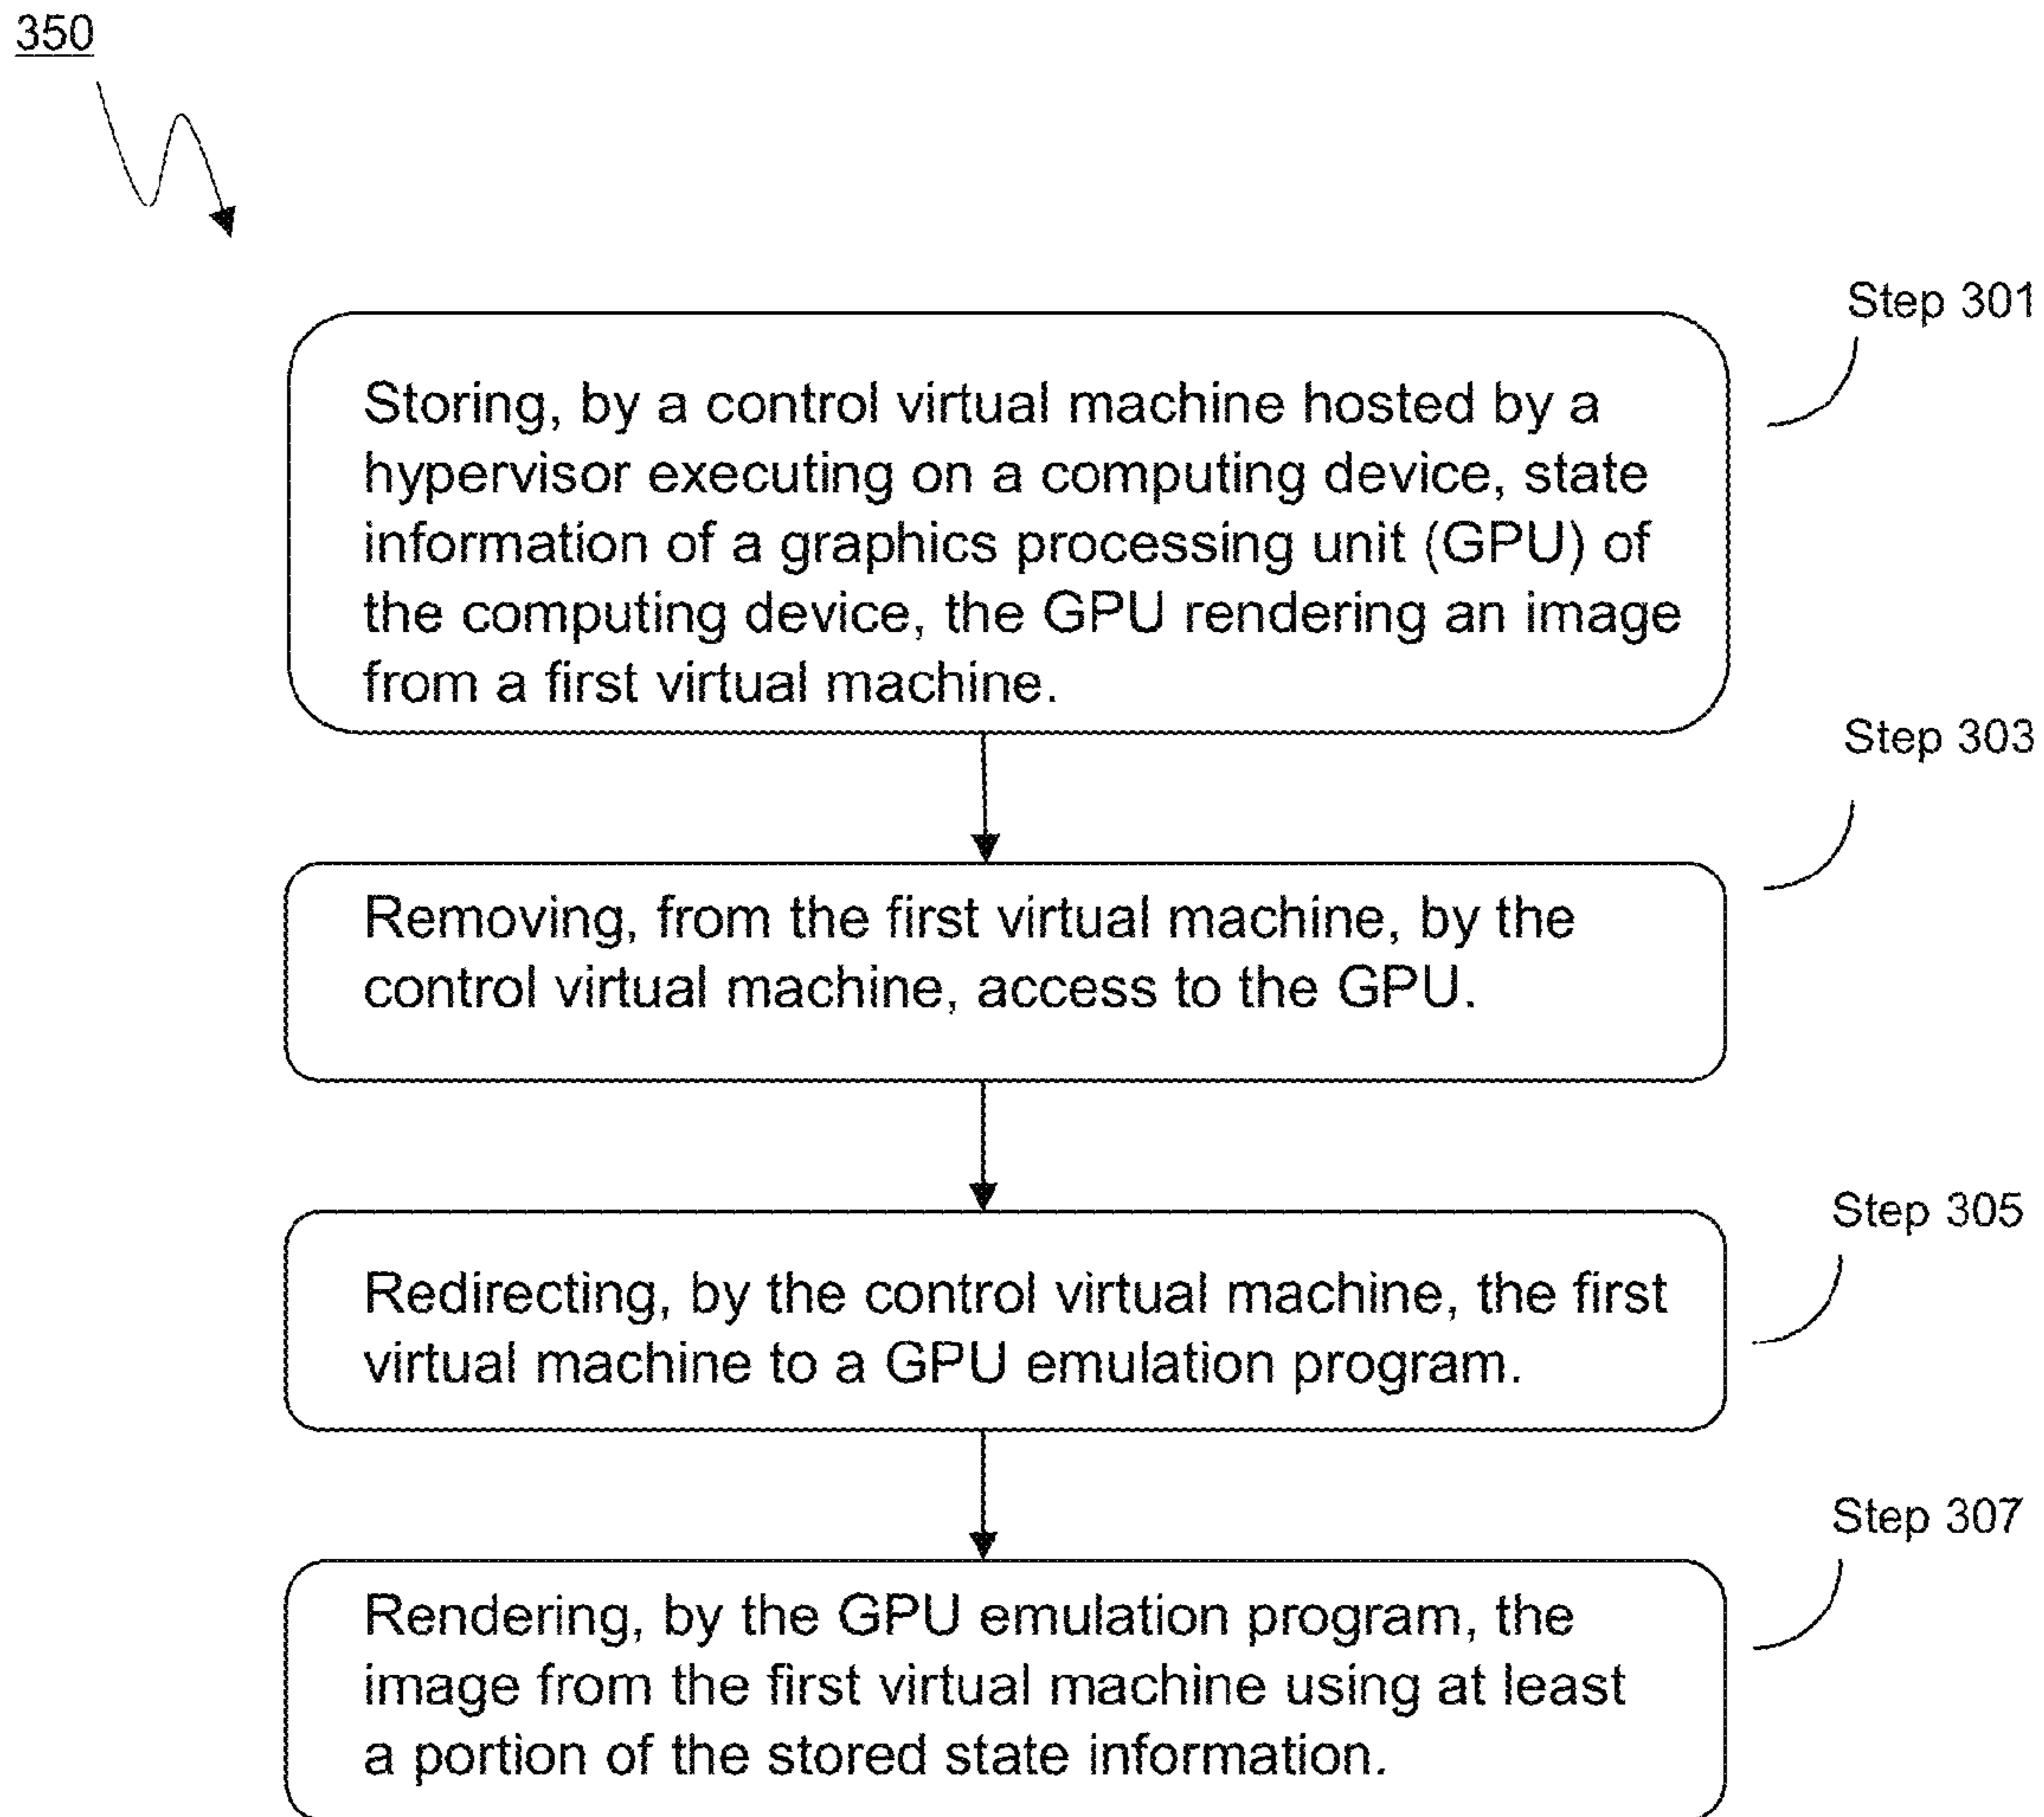 350
Step 301
Storing, by a control virtual machine hosted by a
hypervisor executing on a computing device, state
information of a graphics processing unit (GPU) of
the computing device, the GPU rendering an image
from a first virtual machine.
Step 303
Removing, from the first virtual machine, by the
control virtual machine, access to the GPU.
Step 305
Redirecting, by the control virtual machine, the first
virtual machine to a GPU emulation program.
Step 307
Rendering, by the GPU emulation program, the
image from the first virtual machine using at least
a portion of the stored state information.